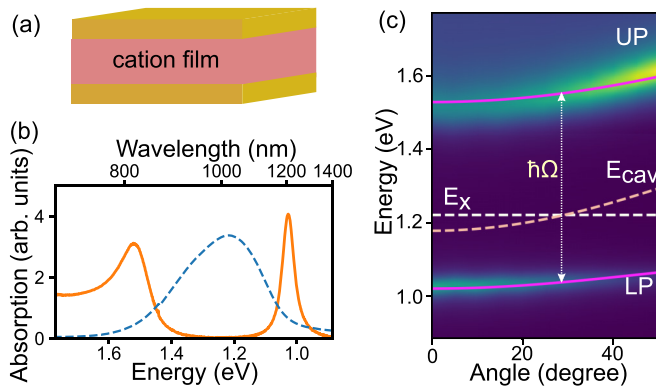 (a)
cation film
(b)
Wavelength (nm)
800 1000 1200 1400
Absorption (arb. units)
4
2
0
1.6 1.4 1.2 1.0
Energy (eV)
(c)
Energy (eV)
1.6
1.4
1.2
1.0
UP
ħΩ
E_X
E_cav
LP
0 20 40
Angle (degree)